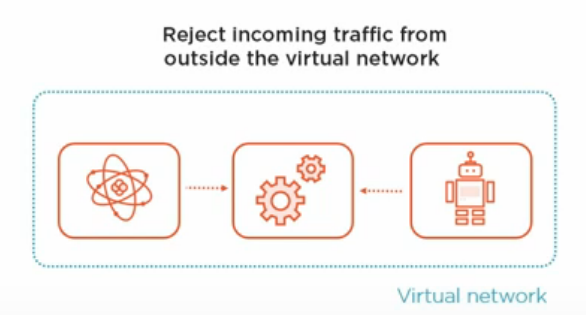 Reject incoming traffic from
outside the virtual network
Virtual network